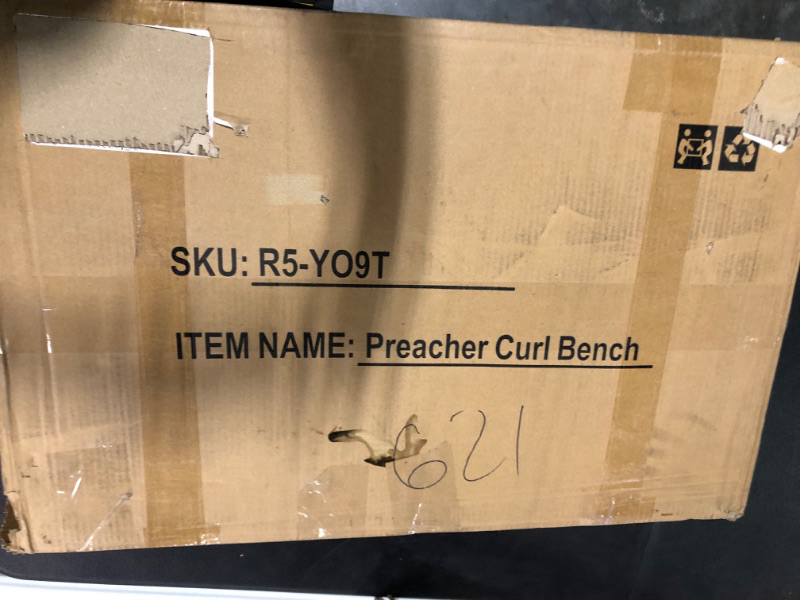 SKU: R5-YO9T
ITEM NAME: Preacher Curl Bench
621